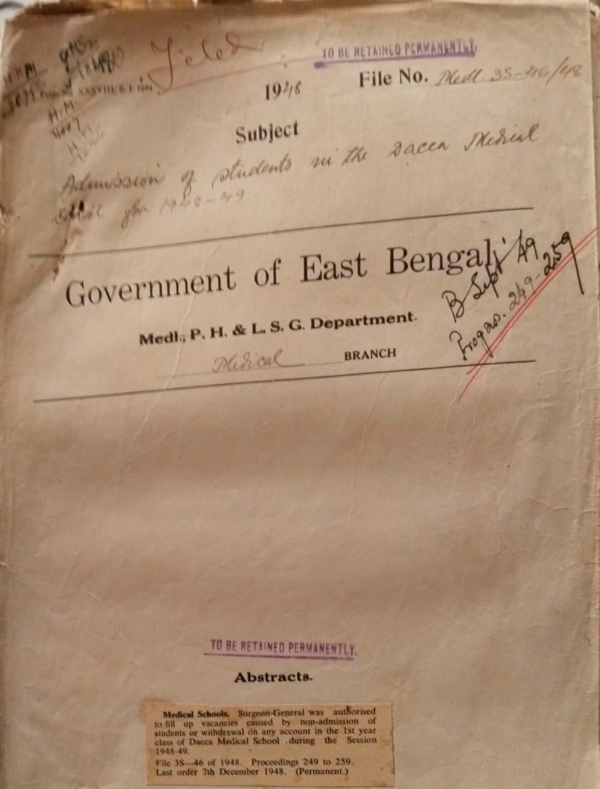 Filed
TO BE RETAINED PERMANENTLY.
1948
File No. Medl. 3S-46/48
Subject
Admission of students in the Dacca Medical
for 1948-49
Government of East Bengal
Medl., P. H. & L. S. G. Department.
Medical BRANCH
B Sept '49
Progs. 249-259
TO BE RETAINED PERMANENTLY.
Abstracts.
Medical Schools. Surgeon-General was authorised
to fill up vacancies caused by non-admission of
students or withdrawal on any account in the 1st year
class of Dacca Medical School during the Session
1948-49.
File 3S—46 of 1948. Proceedings 249 to 259.
Last order 7th December 1948. (Permanent.)